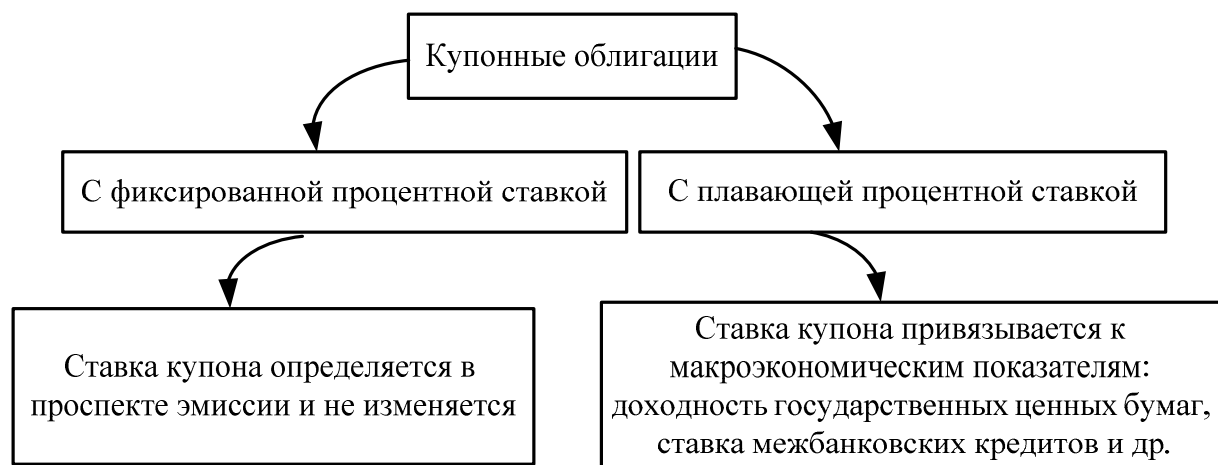 Купонные облигации
С фиксированной процентной ставкой
С плавающей процентной ставкой
Ставка купона определяется в
проспекте эмиссии и не изменяется
Ставка купона привязывается к
макроэкономическим показателям:
доходность государственных ценных бумаг,
ставка межбанковских кредитов и др.